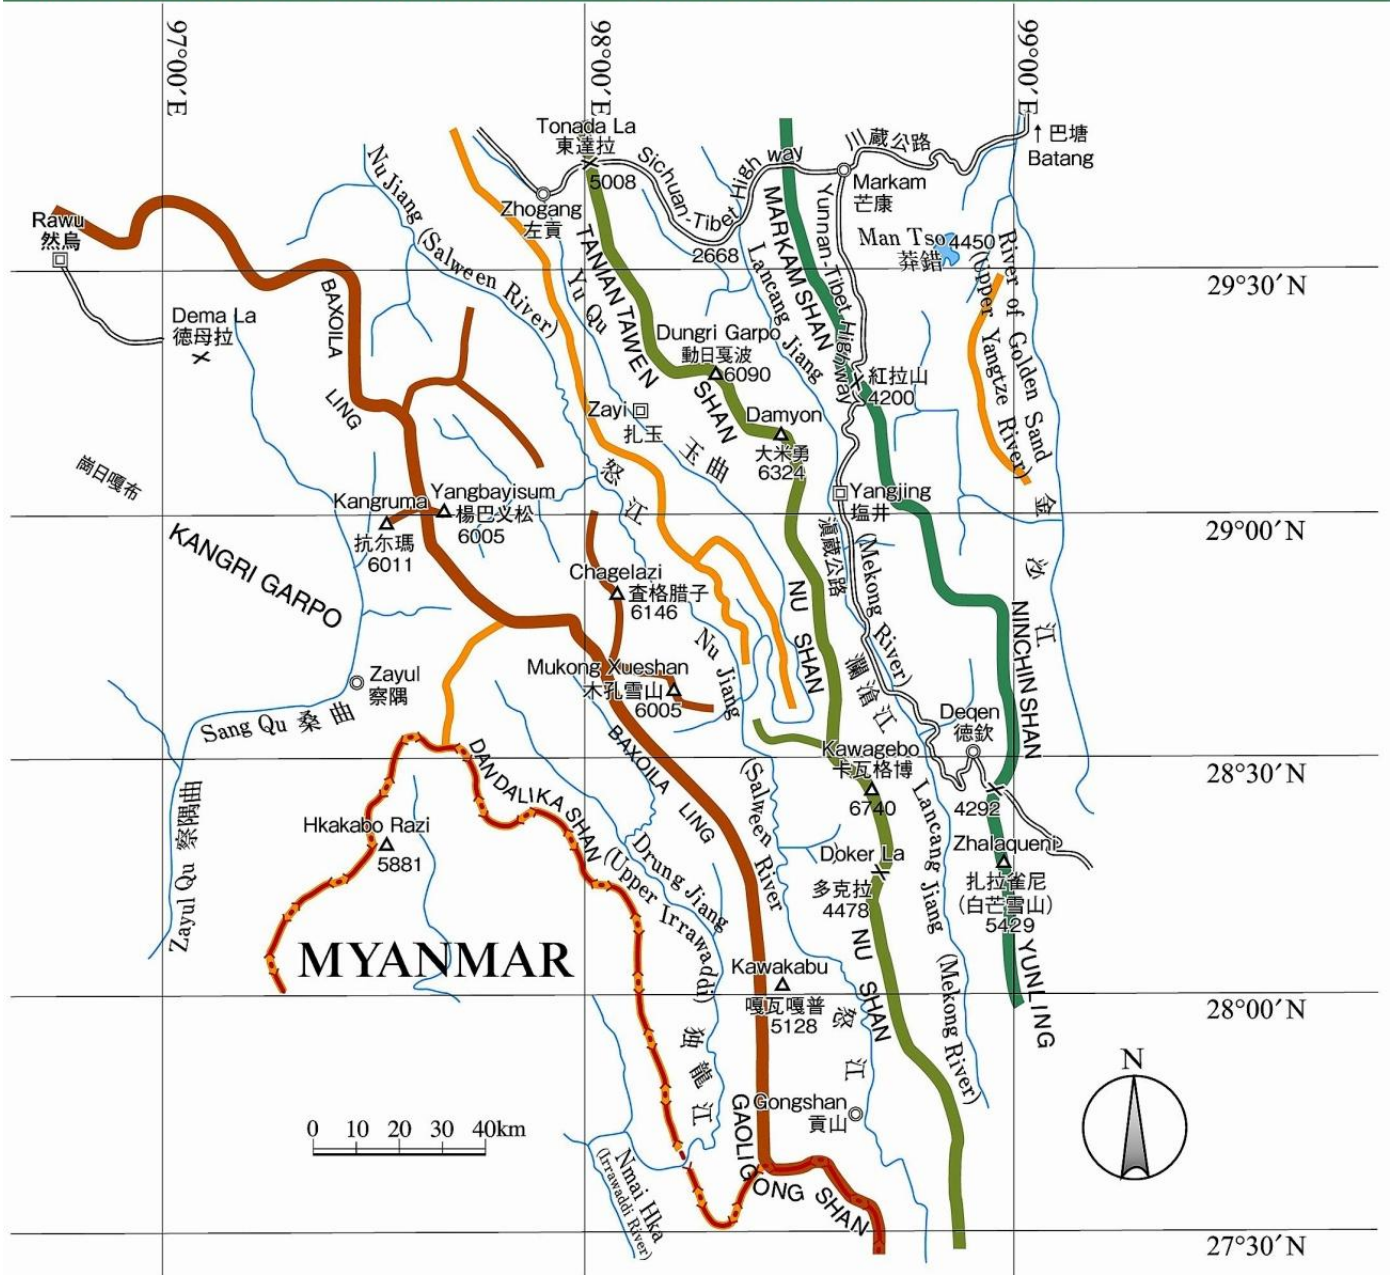 97°00′E
98°00′E
99°00′E
Tonada La
東達拉
5008
Sichuan-Tibet High way
川蔵公路
↑ 巴塘
Batang
Nu Jiang (Salween River)
Zhogang
左貢
Markam
芒康
Rawu
然烏
2668
Man Tso
莽錯
4450
29°30′N
TANIAN TAWEN
SHAN
Yu Qu
Lancang Jiang
MARKAM SHAN
Yunnan-Tibet Highway
River of Golden Sand
(Upper Yangtze River)
BAXOILA
LING
Dema La
德母拉
Dungri Garpo
動日戛波
6090
紅拉山
4200
Zayi
扎玉
Damyon
大米勇
6324
玉曲
怒江
崗日嘎布
KANGRI GARPO
Kangruma
抗尓瑪
6011
Yangbayisum
楊巴义松
6005
Yangjing
塩井
滇蔵公路
(Mekong River)
金沙江
29°00′N
Chagelazi
査格腊子
6146
NU SHAN
NINCHIN SHAN
Nu Jiang
Mukong Xueshan
木孔雪山
6005
瀾滄江
Zayul
察隅
Sang Qu 桑曲
Deqen
徳欽
Kawagebo
卡瓦格博
6740
4292
28°30′N
DANDALIKA SHAN
BAXOILA LING
(Salween River
Lancang Jiang
Zayul Qu 察隅曲
Hkakabo Razi
5881
Drung Jiang
(Upper Irrawaddi)
Doker La
多克拉
4478
Zhalaqueni
扎拉雀尼
(白芒雪山)
5429
MYANMAR
NU SHAN
YUNLING
Kawakabu
嘎瓦嘎普
5128
28°00′N
(Mekong River)
独龍江
怒江
Gongshan
貢山
GAOLIGONG SHAN
N
0 10 20 30 40km
Nmai Hka
(Irrawaddi River)
27°30′N